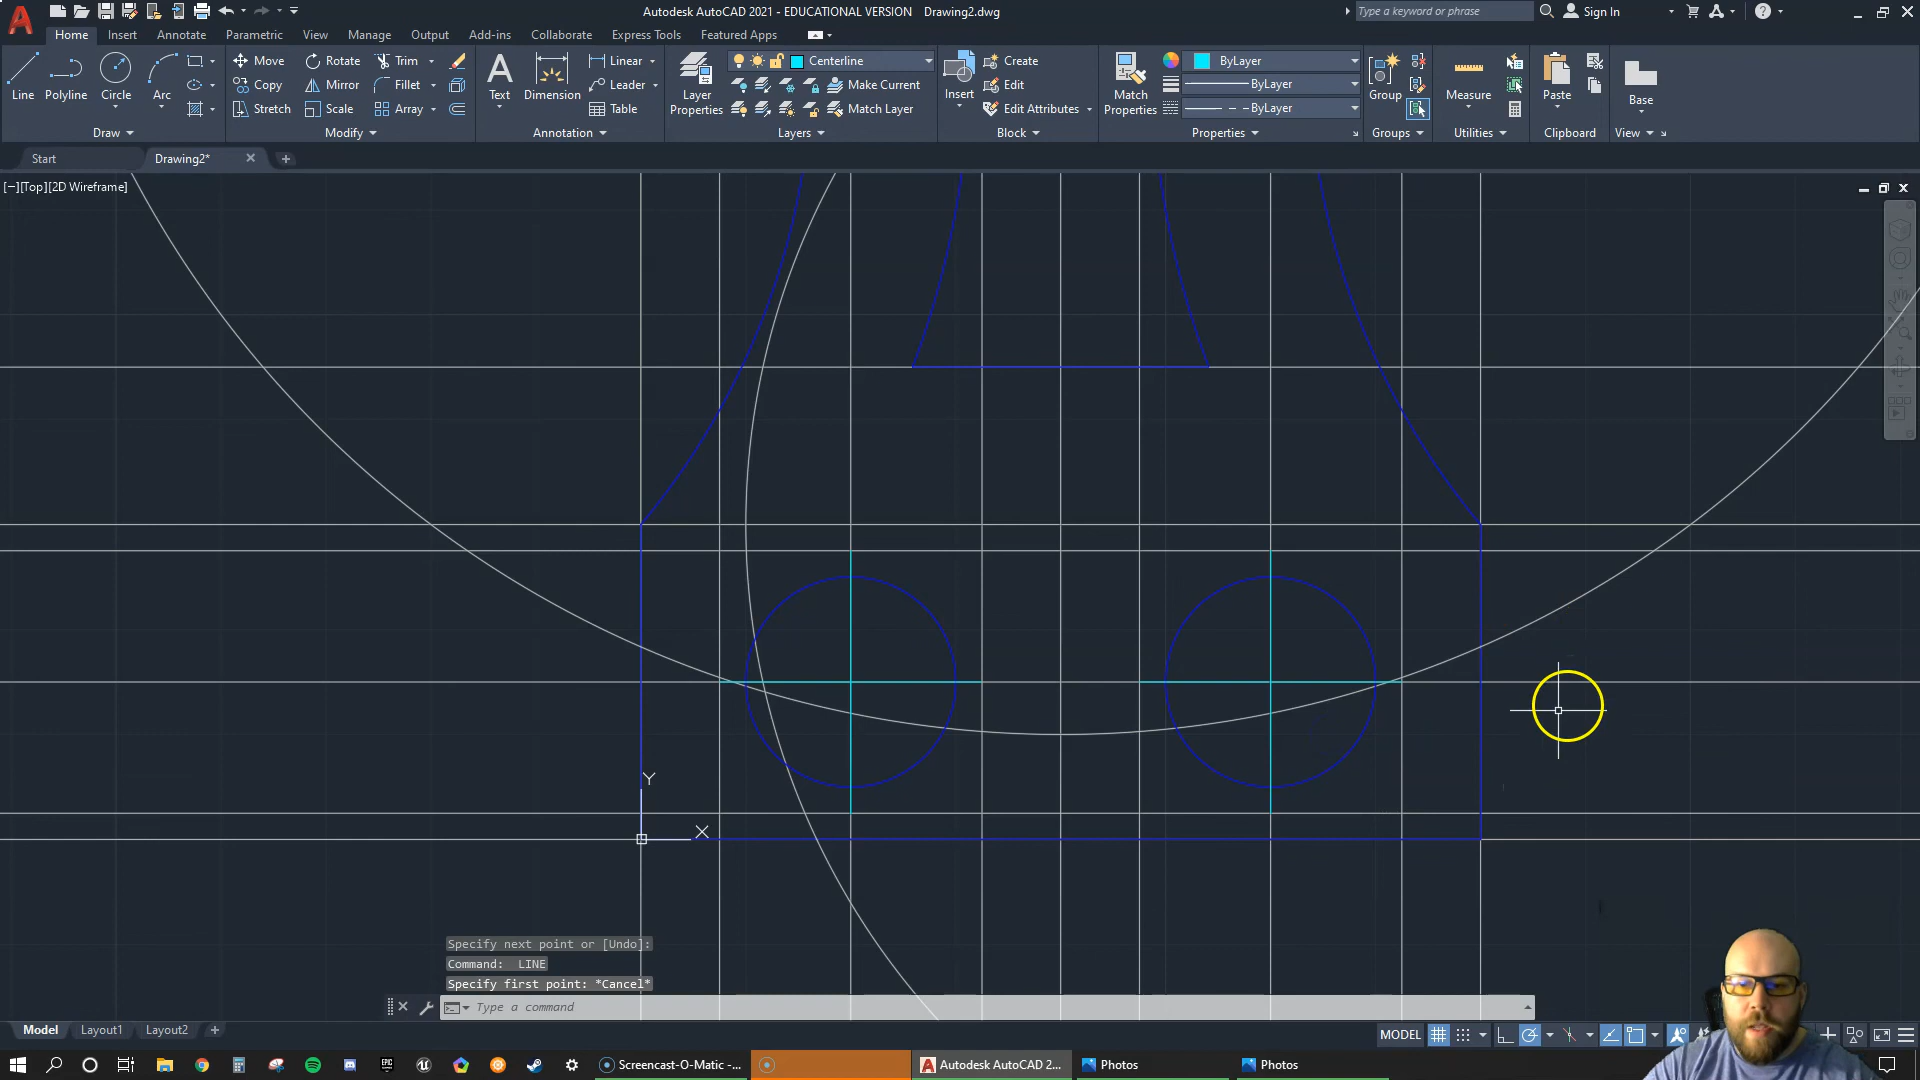 Autodesk AutoCAD 2021 - EDUCATIONAL VERSION Drawing2.dwg
Type a keyword or phrase
Sign In
Home Insert Annotate Parametric View Manage Output Add-ins Collaborate Express Tools Featured Apps
Line
Polyline
Circle
Arc
Draw
Move
Rotate
Trim
Copy
Mirror
Fillet
Stretch
Scale
Array
Modify
Text
Dimension
Linear
Leader
Table
Annotation
Layer
Properties
Centerline
Make Current
Match Layer
Layers
Insert
Create
Edit
Edit Attributes
Block
Match
Properties
ByLayer
ByLayer
ByLayer
Properties
Group
Groups
Measure
Utilities
Paste
Clipboard
Base
View
Start
Drawing2*
[−][Top][2D Wireframe]
Y
X
Specify next point or [Undo]:
Command: LINE
Specify first point: *Cancel*
Type a command
Model Layout1 Layout2
MODEL
Screencast-O-Matic -...
Autodesk AutoCAD 2...
Photos
Photos